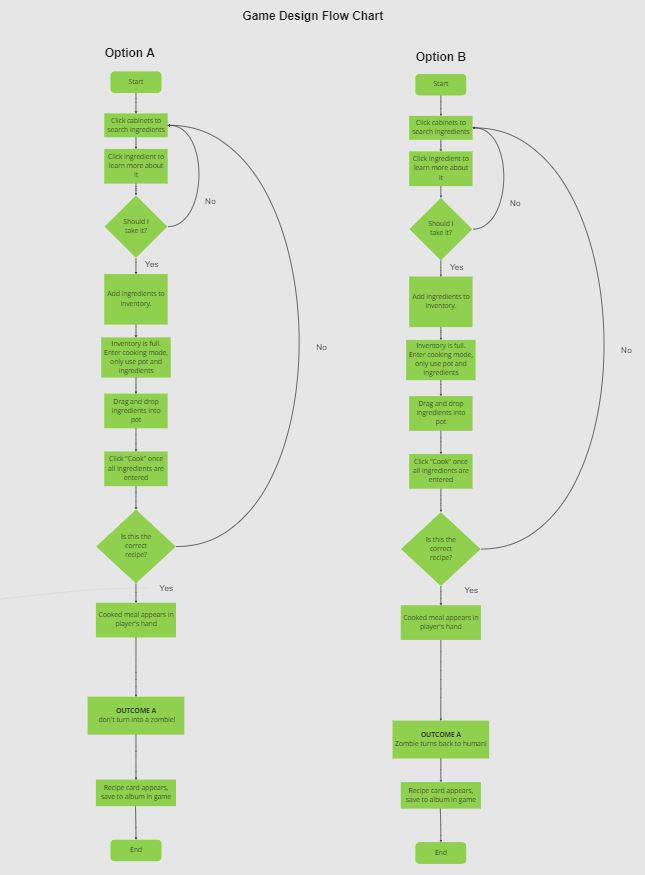 Game Design Flow Chart
Option A
Start
Click cabinets to
search ingredients
Click ingredient to
learn more about
it
Should I
take it?
No
Yes
Add ingredients to
inventory.
Inventory is full.
Enter cooking mode,
only use pot and
ingredients
Drag and drop
ingredients into
pot
Click "Cook" once
all ingredients are
entered
Is this the
correct
recipe?
No
Yes
Cooked meal appears in
player's hand
OUTCOME A
don't turn into a zombie!
Recipe card appears,
save to album in game
End
Option B
Start
Click cabinets to
search ingredients
Click ingredient to
learn more about
it
Should I
take it?
No
Yes
Add ingredients to
inventory.
Inventory is full.
Enter cooking mode,
only use pot and
ingredients
Drag and drop
ingredients into
pot
Click "Cook" once
all ingredients are
entered
Is this the
correct
recipe?
No
Yes
Cooked meal appears in
player's hand
OUTCOME A
Zombie turns back to human!
Recipe card appears,
save to album in game
End